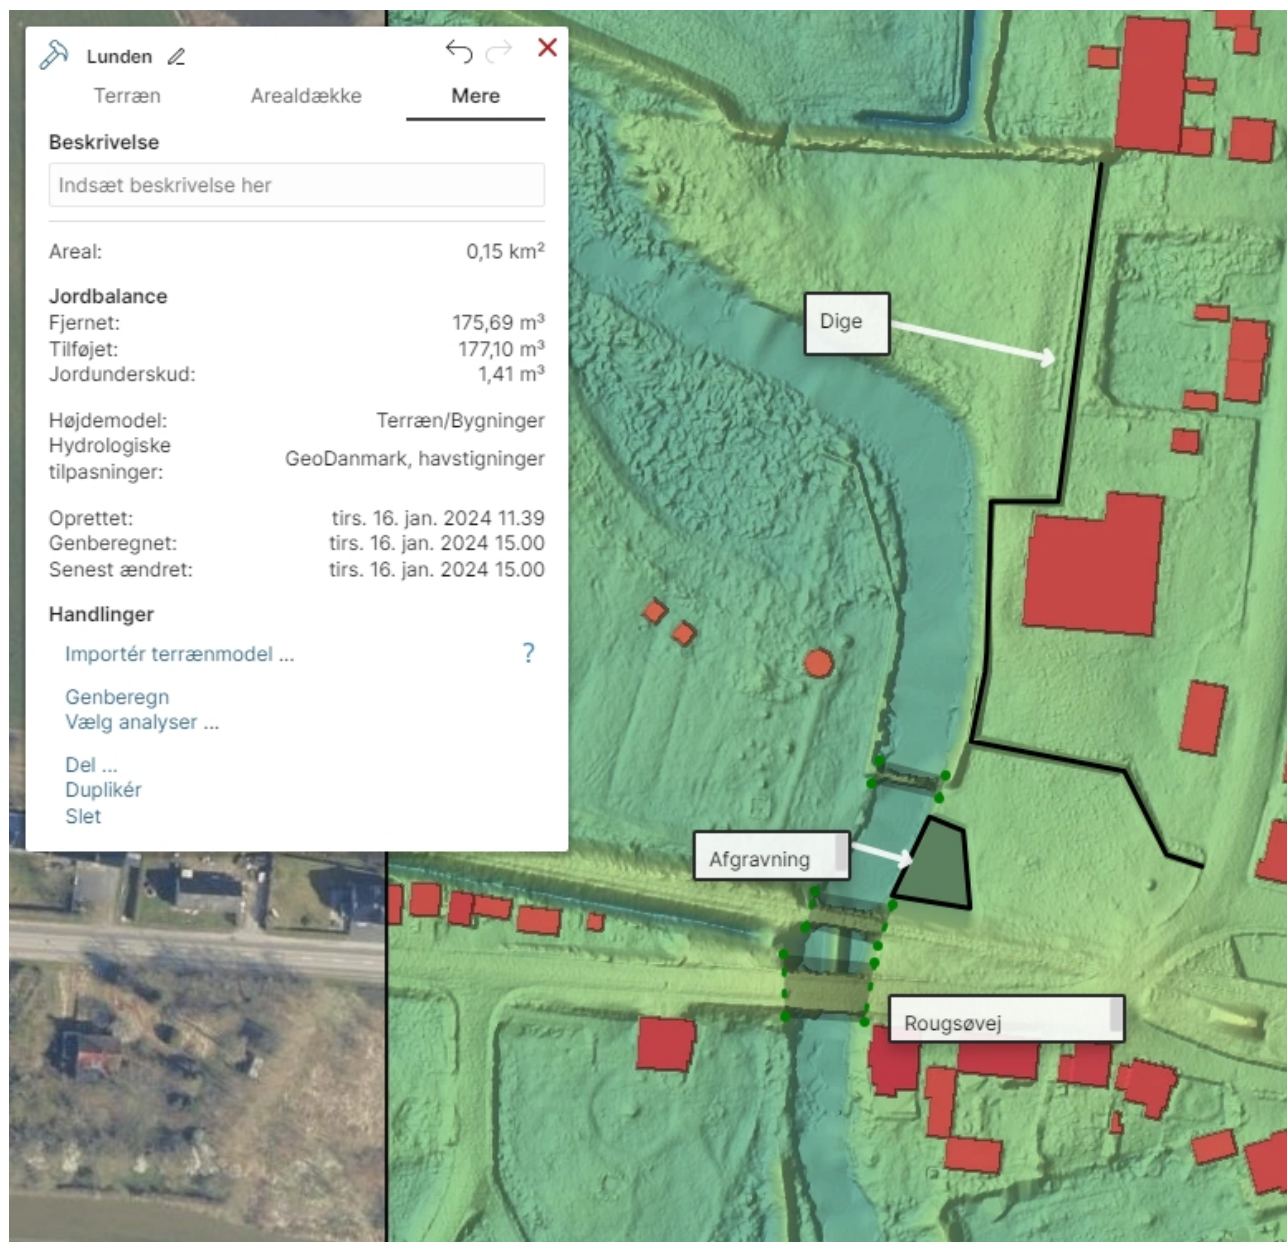 Lunden
Terræn Arealdække Mere
Beskrivelse
Indsæt beskrivelse her
Areal: 0,15 km²
Jordbalance
Fjernet: 175,69 m³
Tilføjet: 177,10 m³
Jordunderskud: 1,41 m³
Højdemodel: Terræn/Bygninger
Hydrologiske
tilpasninger: GeoDanmark, havstigninger
Oprettet: tirs. 16. jan. 2024 11.39
Genberegnet: tirs. 16. jan. 2024 15.00
Senest ændret: tirs. 16. jan. 2024 15.00
Handlinger
Importér terrænmodel ... ?
Genberegn
Vælg analyser ...
Del ...
Duplikér
Slet
Dige
Afgravning
Rougsøvej